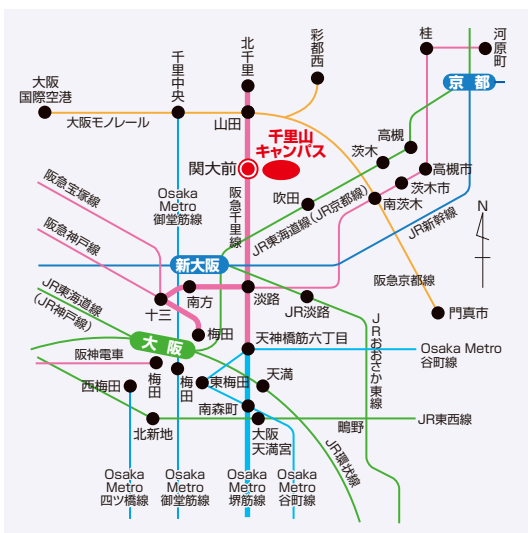 大阪
国際空港
大阪モノレール
千里
中央
北千里
彩都西
桂
河原町
京都
山田
千里山
キャンパス
関大前
高槻
茨木
高槻市
茨木市
南茨木
吹田
JR東海道線(JR京都線)
JR新幹線
N
阪急宝塚線
阪急神戸線
Osaka
Metro
御堂筋線
阪急千里線
新大阪
JR東海道線
(JR神戸線)
十三
南方
淡路
JR淡路
阪急京都線
門真市
梅田
大阪
天神橋筋六丁目
JRおおさか東線
Osaka Metro
谷町線
阪神電車
梅田
梅田
東梅田
天満
西梅田
南森町
北新地
大阪
天満宮
鴫野
JR東西線
JR環状線
Osaka
Metro
四ツ橋線
Osaka
Metro
御堂筋線
Osaka
Metro
堺筋線
Osaka
Metro
谷町線